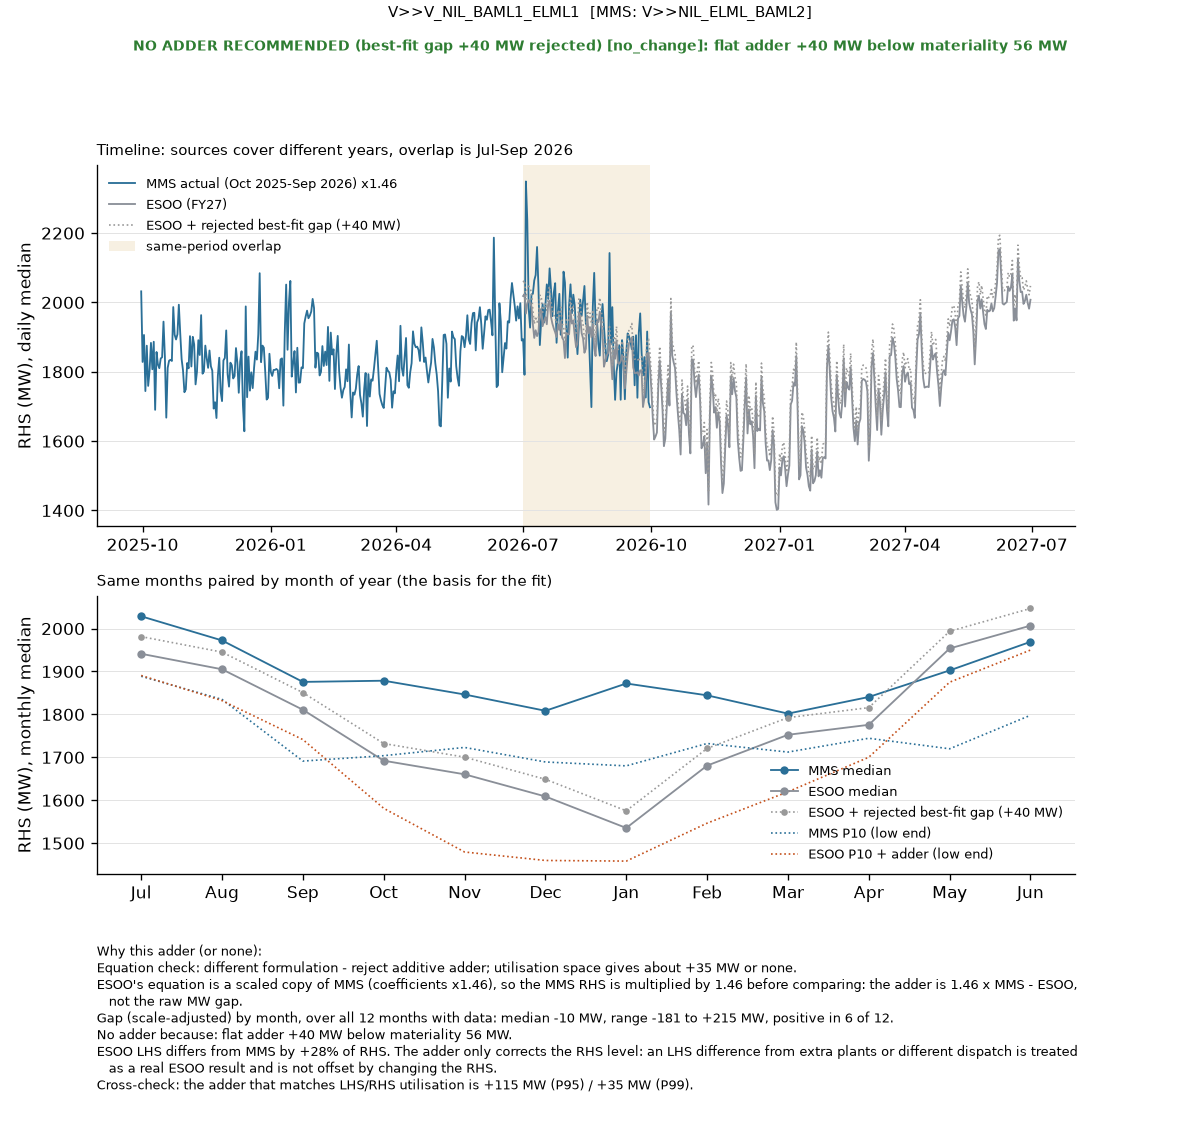 V>>V_NIL_BAML1_ELML1  [MMS: V>>NIL_ELML_BAML2]
NO ADDER RECOMMENDED (best-fit gap +40 MW rejected) [no_change]: flat adder +40 MW below materiality 56 MW
Timeline: sources cover different years, overlap is Jul-Sep 2026
MMS actual (Oct 2025-Sep 2026) x1.46
ESOO (FY27)
ESOO + rejected best-fit gap (+40 MW)
same-period overlap
RHS (MW), daily median
2200
2000
1800
1600
1400
2025-10
2026-01
2026-04
2026-07
2026-10
2027-01
2027-04
2027-07
Same months paired by month of year (the basis for the fit)
RHS (MW), monthly median
2000
1900
1800
1700
1600
1500
MMS median
ESOO median
ESOO + rejected best-fit gap (+40 MW)
MMS P10 (low end)
ESOO P10 + adder (low end)
Jul
Aug
Sep
Oct
Nov
Dec
Jan
Feb
Mar
Apr
May
Jun
Why this adder (or none):
Equation check: different formulation - reject additive adder; utilisation space gives about +35 MW or none.
ESOO's equation is a scaled copy of MMS (coefficients x1.46), so the MMS RHS is multiplied by 1.46 before comparing: the adder is 1.46 x MMS - ESOO,
not the raw MW gap.
Gap (scale-adjusted) by month, over all 12 months with data: median -10 MW, range -181 to +215 MW, positive in 6 of 12.
No adder because: flat adder +40 MW below materiality 56 MW.
ESOO LHS differs from MMS by +28% of RHS. The adder only corrects the RHS level: an LHS difference from extra plants or different dispatch is treated
as a real ESOO result and is not offset by changing the RHS.
Cross-check: the adder that matches LHS/RHS utilisation is +115 MW (P95) / +35 MW (P99).